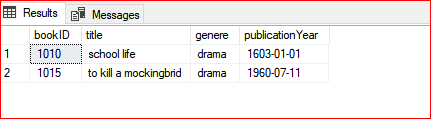 Results Messages
bookID title genere publicationYear
1 1010 school life drama 1603-01-01
2 1015 to kill a mockingbrid drama 1960-07-11